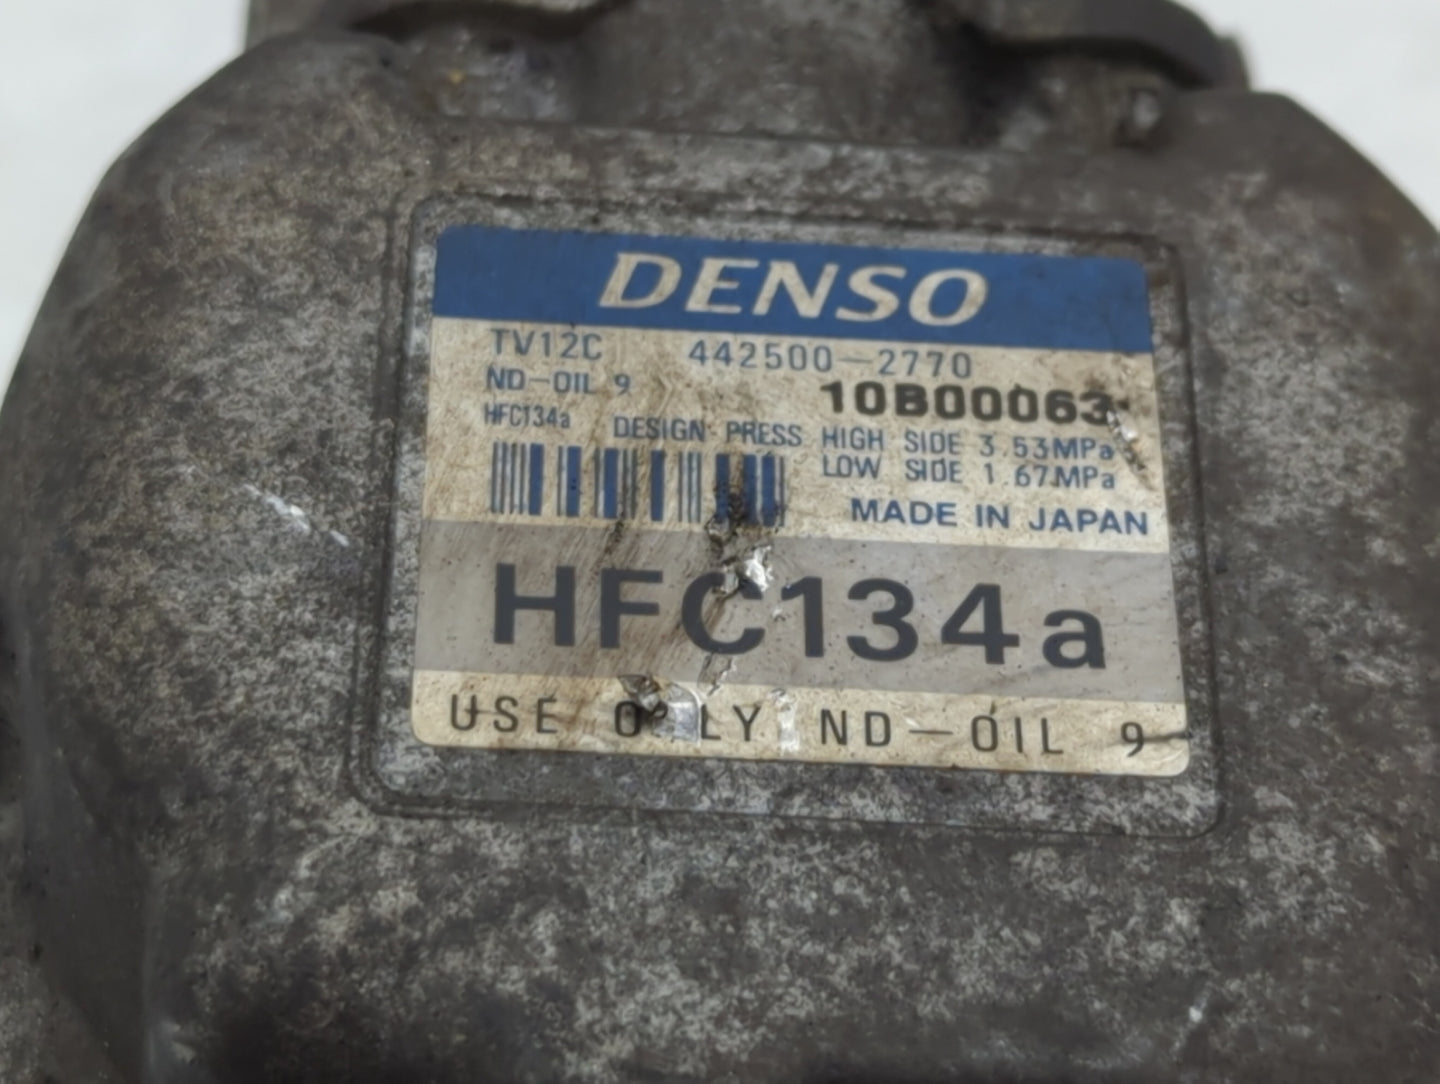 DENSO
TV12C 442500-2770
ND-OIL 9 10B00063
HFC134a DESIGN PRESS HIGH SIDE 3.53MPa
LOW SIDE 1.67MPa
MADE IN JAPAN
HFC134a
USE ONLY ND-OIL 9